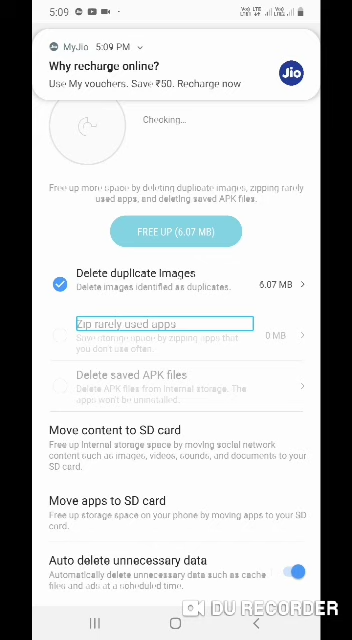 5:09
VoLTE LTE
MyJio 5:09 PM
Why recharge online?
Use My vouchers. Save ₹50. Recharge now
Jio
Checking...
Free up more space by deleting duplicate images, zipping rarely
used apps, and deleting saved APK files.
FREE UP (6.07 MB)
Delete duplicate Images
Delete images identified as duplicates.
6.07 MB
Zip rarely used apps
Save storage space by zipping apps that
you don't use often.
0 MB
Delete saved APK files
Delete APK files from Internal storage. The
apps won't be uninstalled.
Move content to SD card
Free up Internal storage space by moving social network
content such as images, videos, sounds, and documents to your
SD card.
Move apps to SD card
Free up storage space on your phone by moving apps to your SD
card.
Auto delete unnecessary data
Automatically delete unnecessary data such as cache
files and ads at a scheduled time.
DU RECORDER